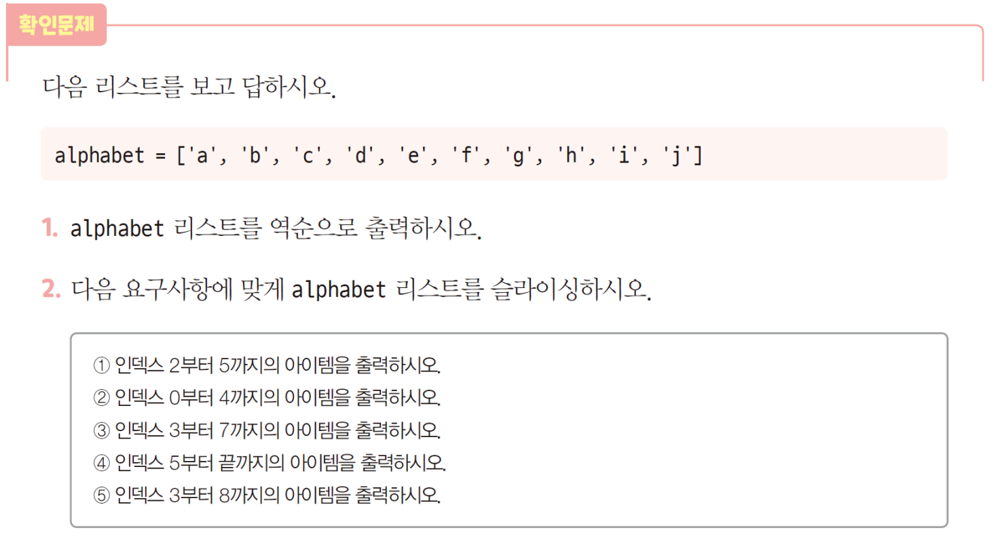 확인문제
다음 리스트를 보고 답하시오.
alphabet = ['a', 'b', 'c', 'd', 'e', 'f', 'g', 'h', 'i', 'j']
1. alphabet 리스트를 역순으로 출력하시오.
2. 다음 요구사항에 맞게 alphabet 리스트를 슬라이싱하시오.
① 인덱스 2부터 5까지의 아이템을 출력하시오.
② 인덱스 0부터 4까지의 아이템을 출력하시오.
③ 인덱스 3부터 7까지의 아이템을 출력하시오.
④ 인덱스 5부터 끝까지의 아이템을 출력하시오.
⑤ 인덱스 3부터 8까지의 아이템을 출력하시오.